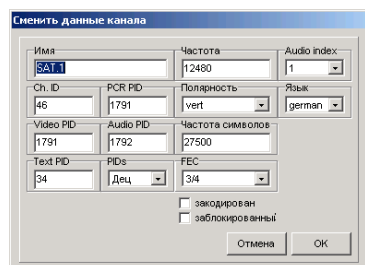 Сменить данные канала
Имя Частота Audio index
SAT.1 12480 1
Ch. ID PCR PID Полярность Язык
46 1791 vert german
Video PID Audio PID Частота символов
1791 1792 27500
Text PID PIDs FEC
34 Дец 3/4
закодирован
заблокированный
Отмена OK